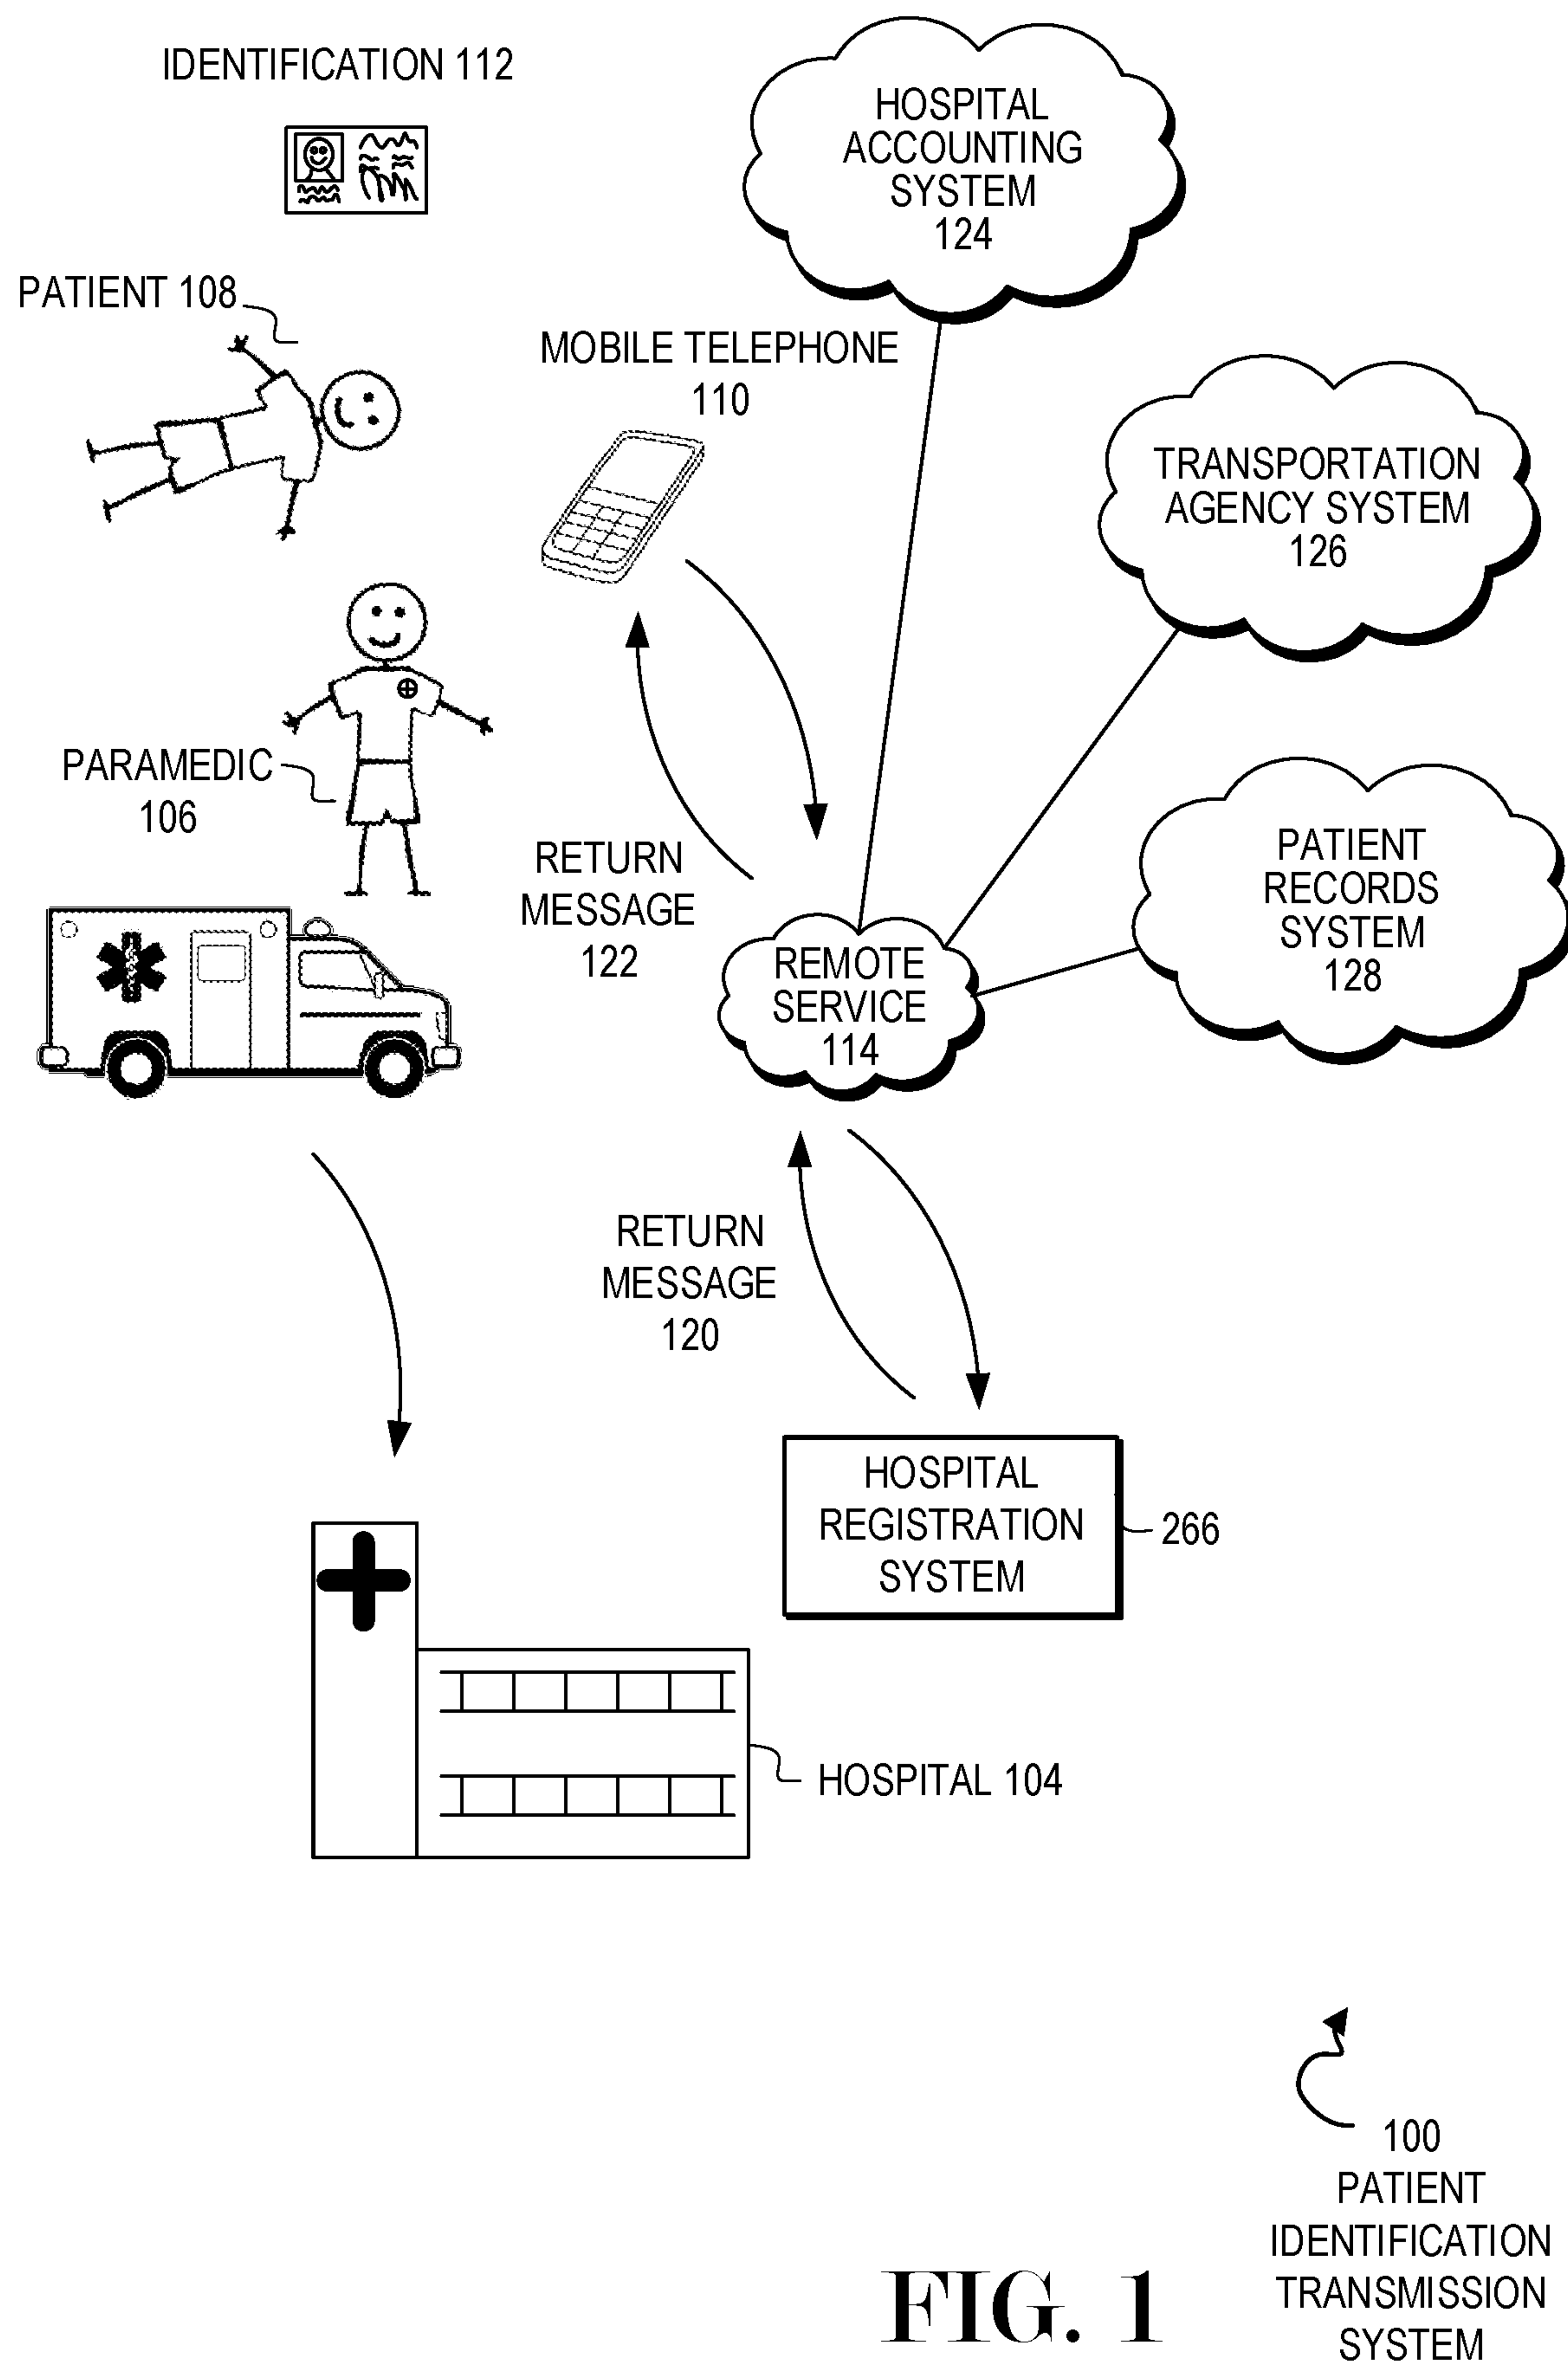 IDENTIFICATION 112
HOSPITAL
ACCOUNTING
SYSTEM
124
PATIENT 108
MOBILE TELEPHONE
110
TRANSPORTATION
AGENCY SYSTEM
126
PARAMEDIC
106
RETURN
MESSAGE
122
PATIENT
RECORDS
SYSTEM
128
REMOTE
SERVICE
114
RETURN
MESSAGE
120
HOSPITAL
REGISTRATION
SYSTEM
266
HOSPITAL 104
100
PATIENT
IDENTIFICATION
TRANSMISSION
SYSTEM
FIG. 1